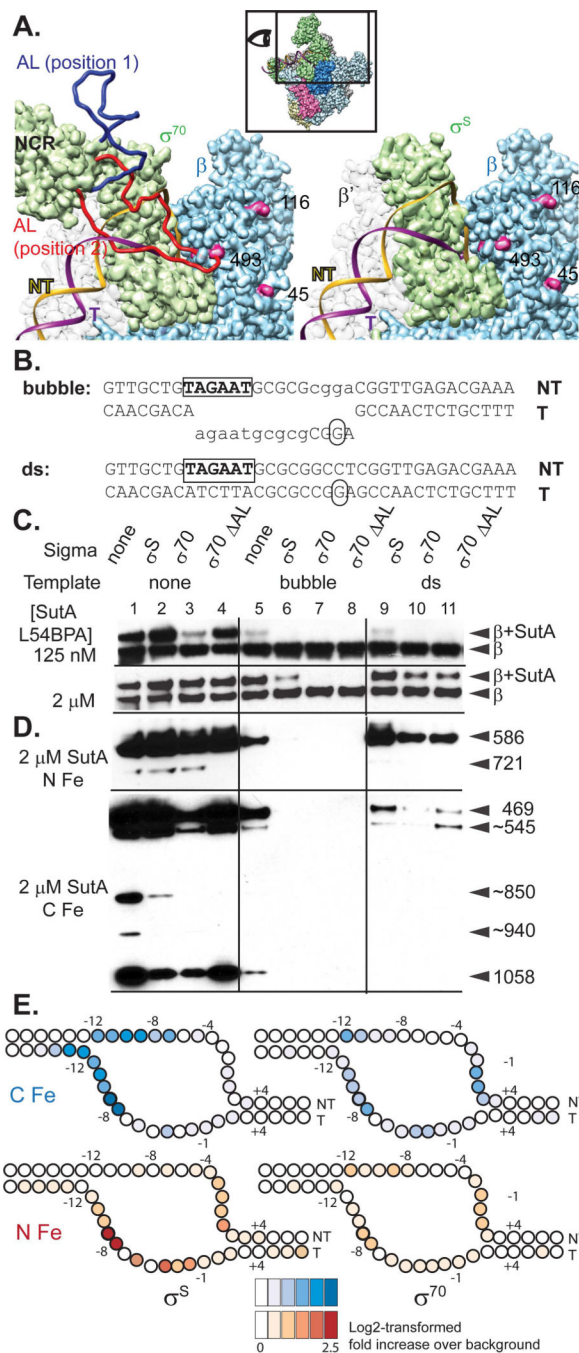 A.
AL (position 1)
NCR
σ70
β
116
493
45
AL
(position 2)
NT
T
σS
β
β'
116
493
45
NT
T
B.
bubble: GTTGCTGTAGAATGCGCGcggaCGGTTGAGACGAAA NT
CAACGACA GCCAACTCTGCTTT T
agaatgcgcgCGGA
ds: GTTGCTGTAGAATGCGCGGCCTCGGTTGAGACGAAA NT
CAACGACATCTTACGCGCCGGAGCCAACTCTGCTTT T
C.
Sigma none σS σ70 σ70 ΔAL none σS σ70 σ70 ΔAL σS σ70 σ70 ΔAL
Template none bubble ds
[SutA L54BPA]
1 2 3 4 5 6 7 8 9 10 11
125 nM
β+SutA
β
2 μM
β+SutA
β
D.
2 μM SutA
N Fe
586
721
2 μM SutA
C Fe
469
~545
~850
~940
1058
E.
C Fe
-12 -8 -4
-12
-8
-1
+4
+4
NT
T
-12 -8 -4
-12
-8
-1
-1
+4
+4
NT
T
N Fe
-12 -8 -4
-12
-8
-1
+4
+4
NT
T
-12 -8 -4
-12
-8
-1
-1
+4
+4
N
T
σS
σ70
0 2.5
Log2-transformed
fold increase over background